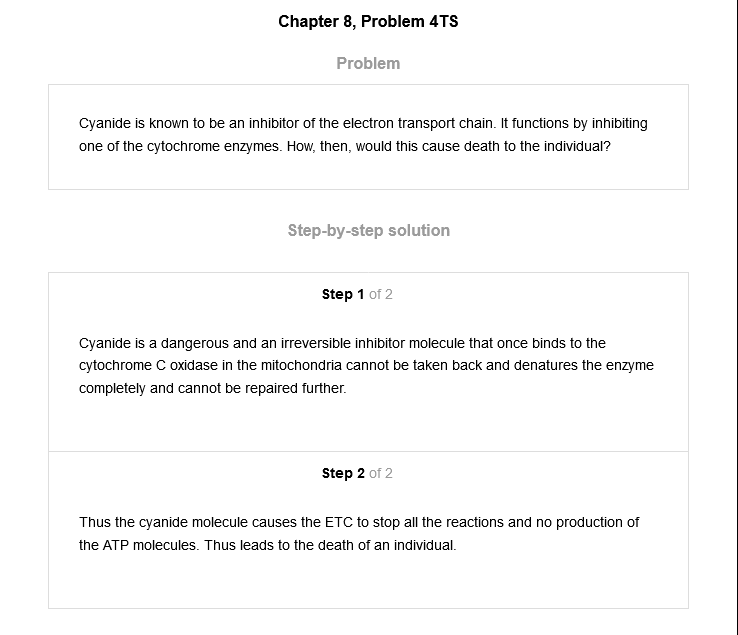 Chapter 8, Problem 4TS
Problem
Cyanide is known to be an inhibitor of the electron transport chain. It functions by inhibiting
one of the cytochrome enzymes. How, then, would this cause death to the individual?
Step-by-step solution
Step 1 of 2
Cyanide is a dangerous and an irreversible inhibitor molecule that once binds to the
cytochrome C oxidase in the mitochondria cannot be taken back and denatures the enzyme
completely and cannot be repaired further.
Step 2 of 2
Thus the cyanide molecule causes the ETC to stop all the reactions and no production of
the ATP molecules. Thus leads to the death of an individual.